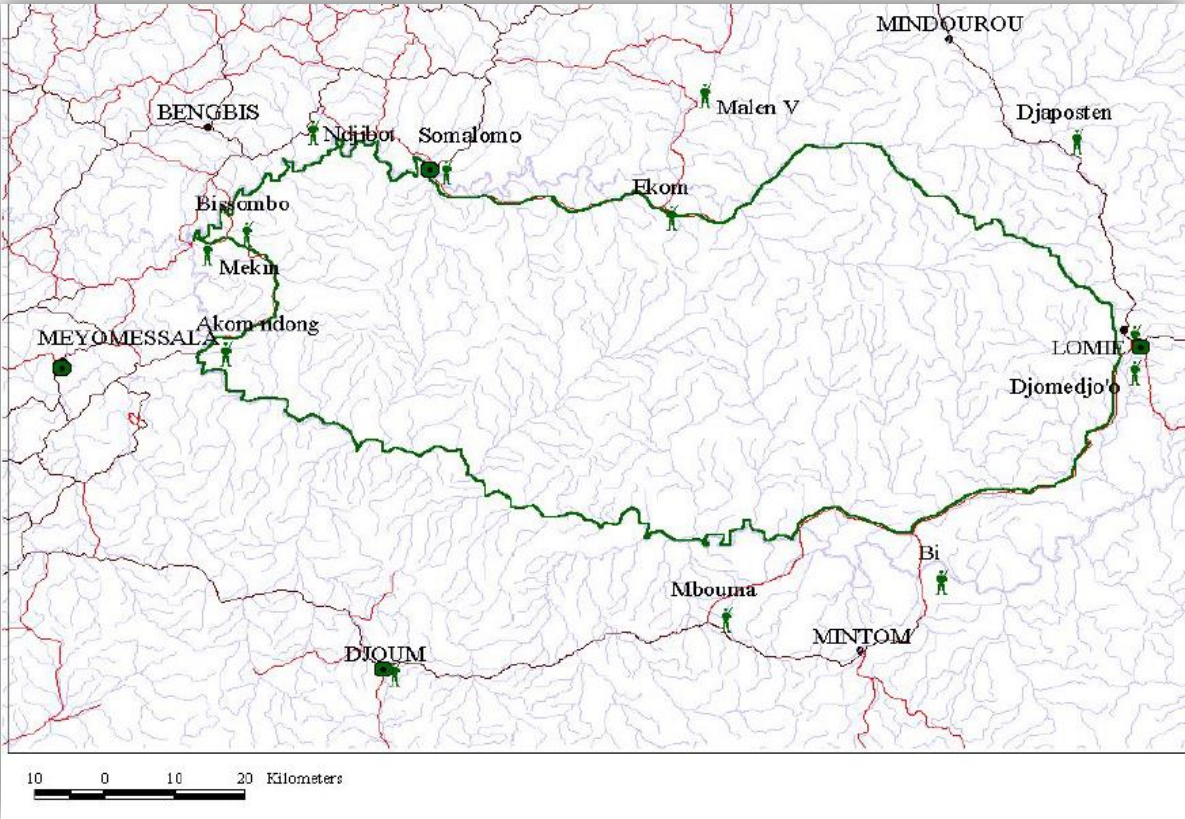 MINDOUROU
Malen V
BENGBIS
Djaposten
Ndjibot
Somalomo
Ekom
Bissombo
Mekin
Akom-ndong
MEYOMESSALA
LOMIE
Djomedjo'o
Bi
Mbouma
MINTOM
DJOUM
10 0 10 20 Kilometers